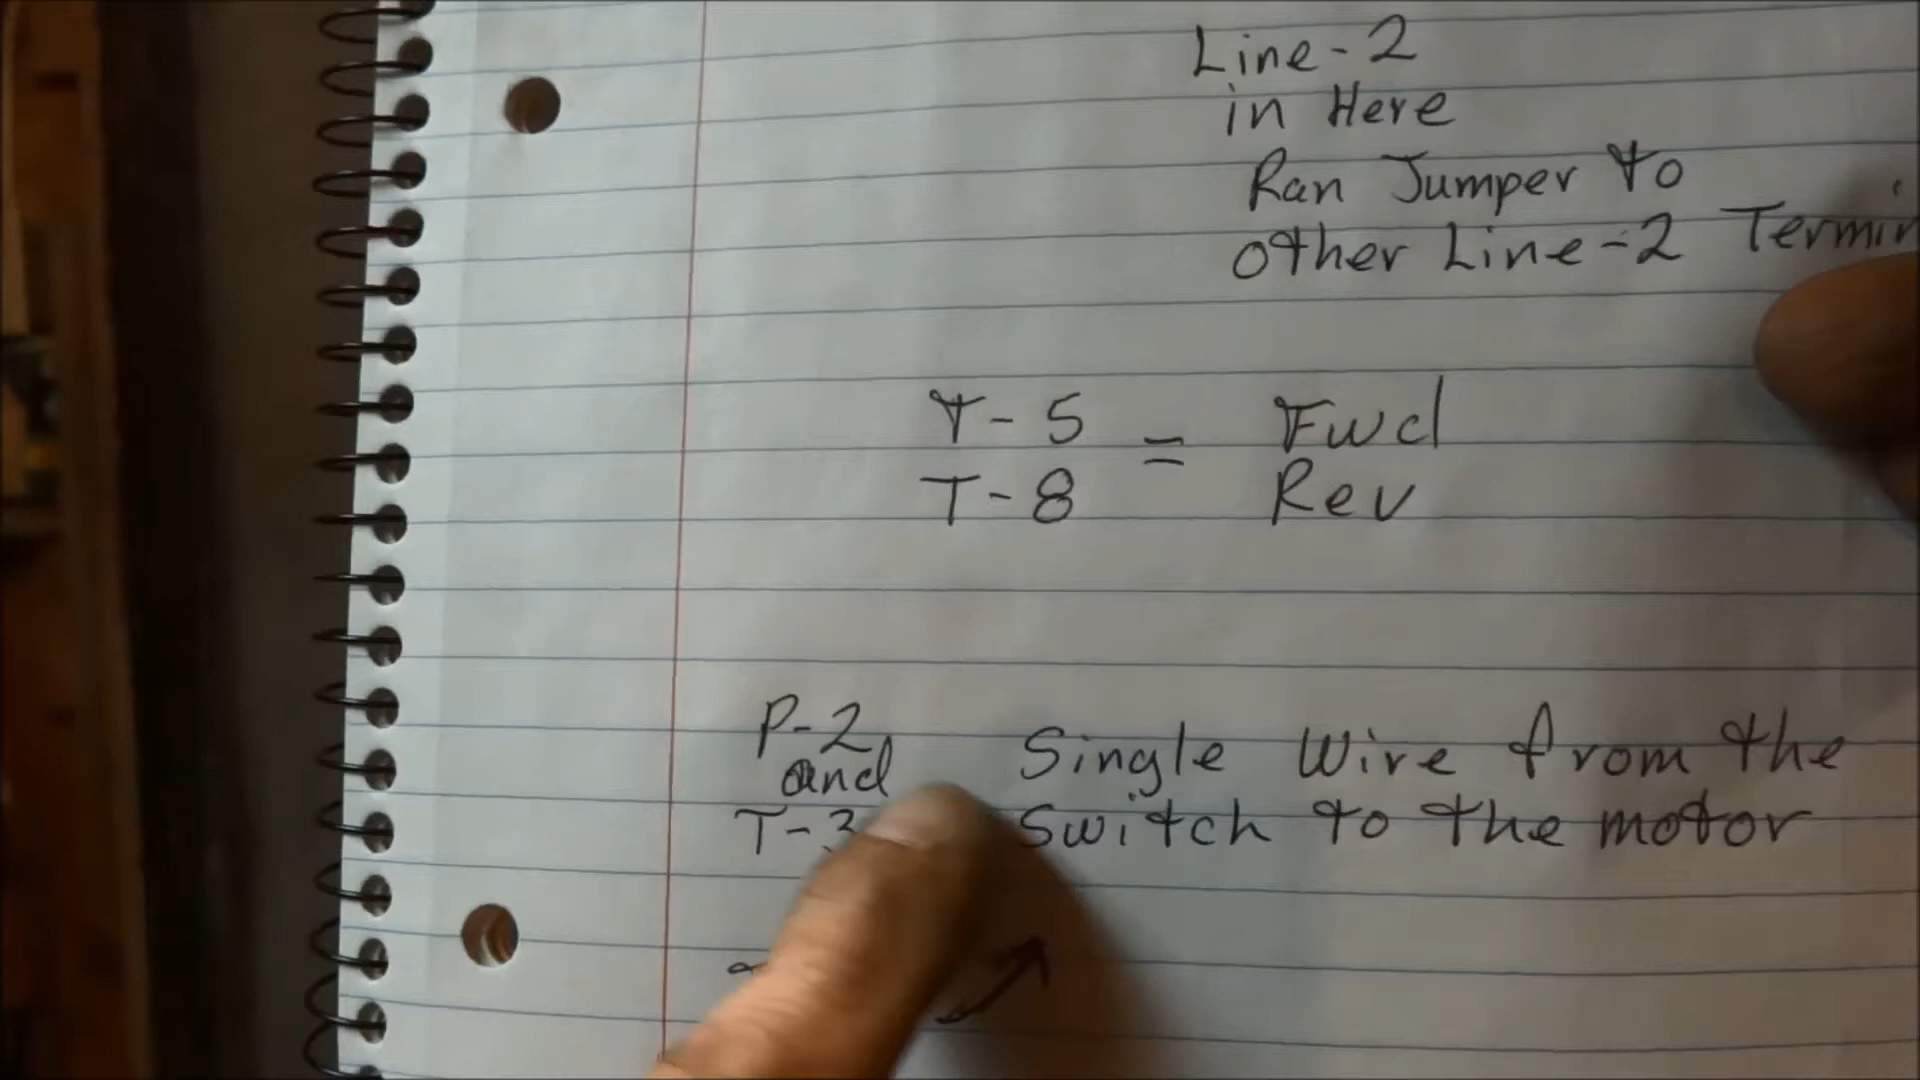 Line-2
in Here
Ran Jumper to
other Line-2
T-5 = Fwd
T-8 Rev
P-2
and Single Wire from the
T-3 Switch to the motor